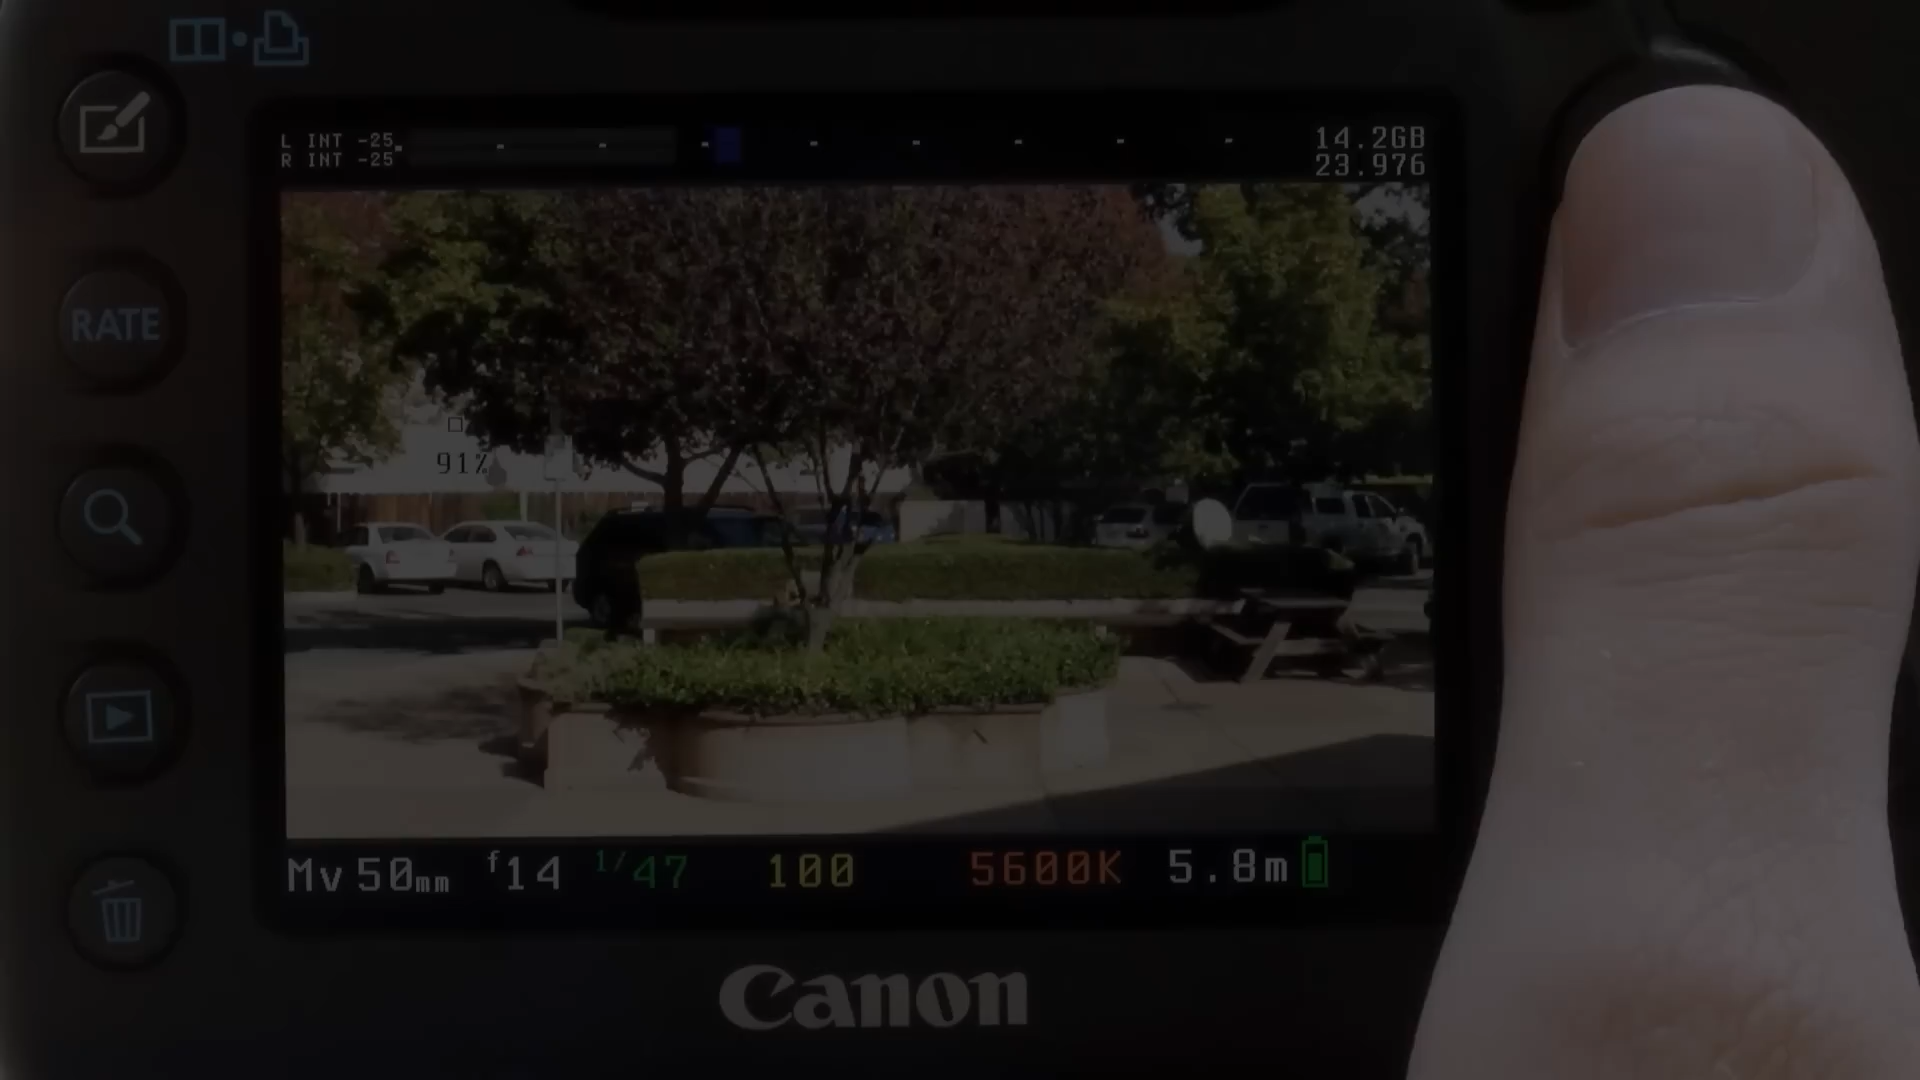 L INT -25
R INT -25
14.2GB
23.976
RATE
91%
Mv 50mm f14 1/47 100 5600K 5.8m
Canon